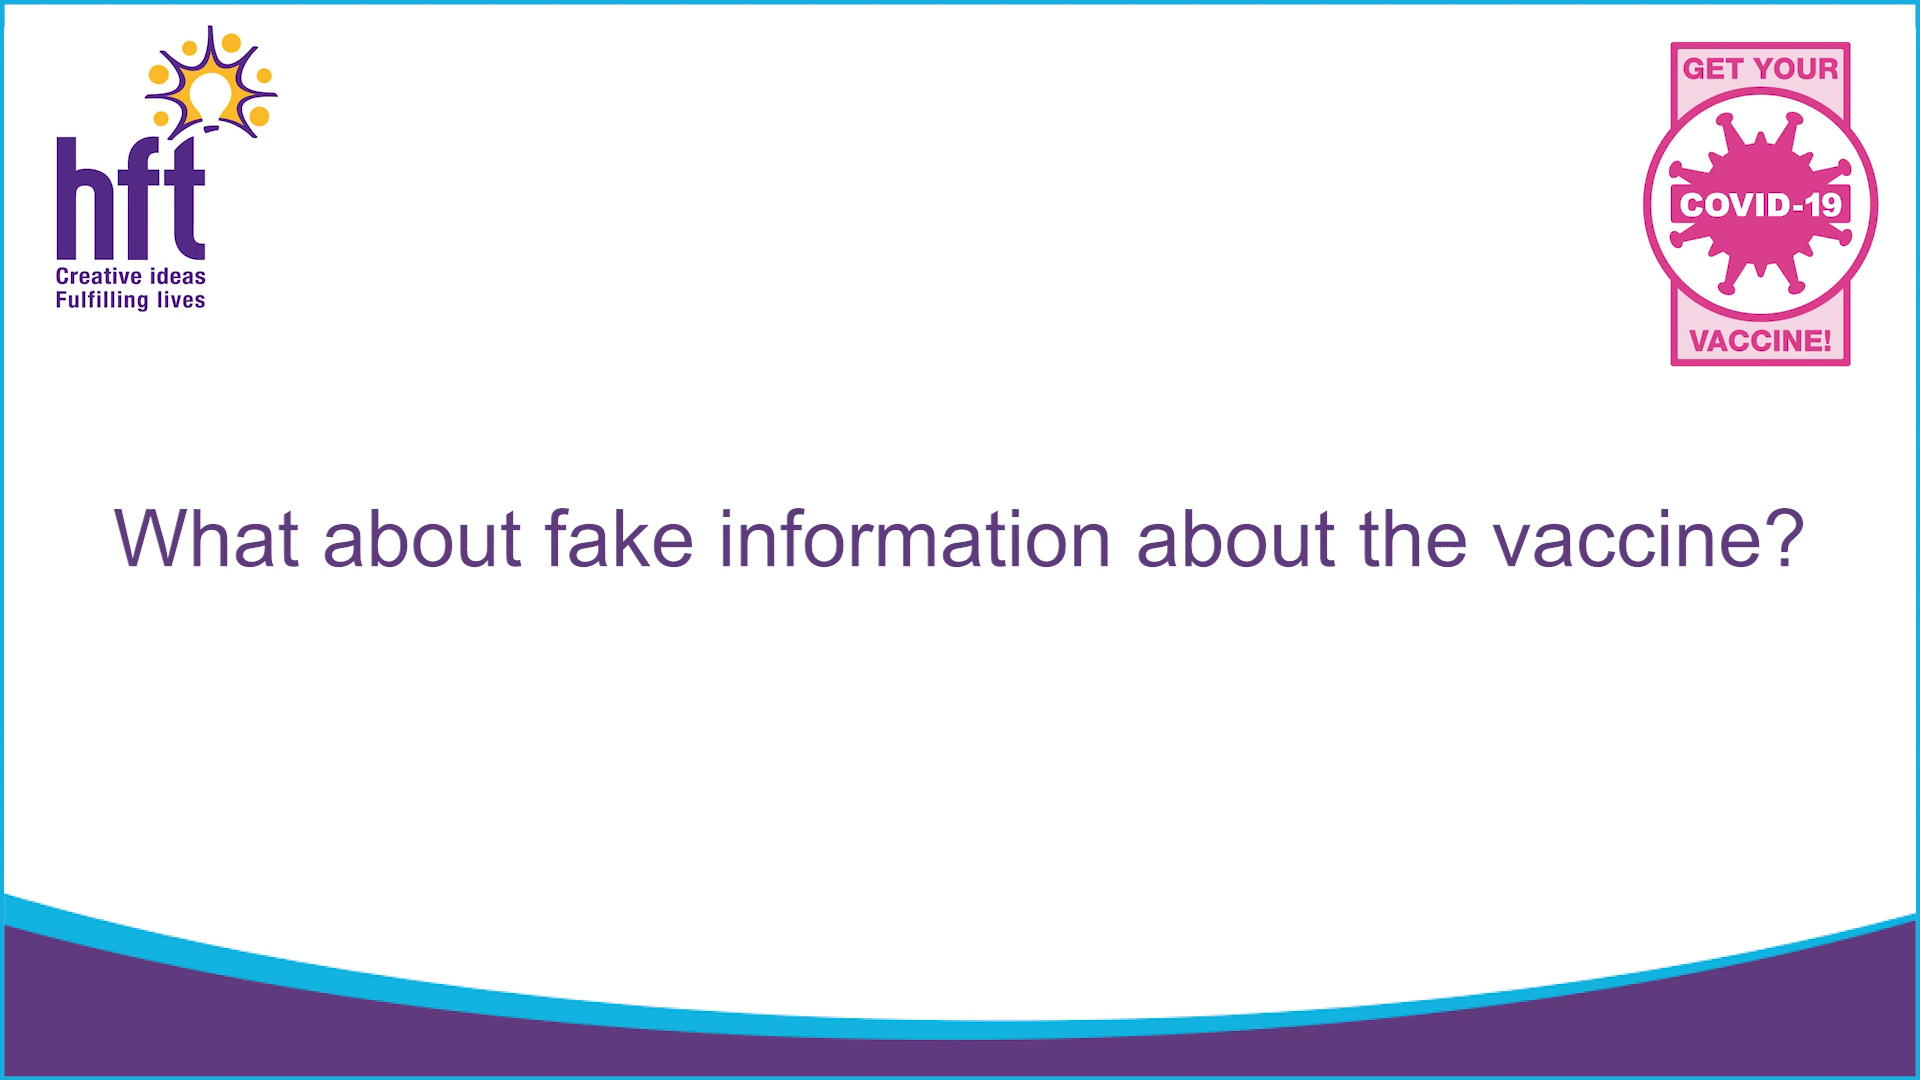 hft
Creative ideas
Fulfilling lives
GET YOUR
COVID-19
VACCINE!
What about fake information about the vaccine?